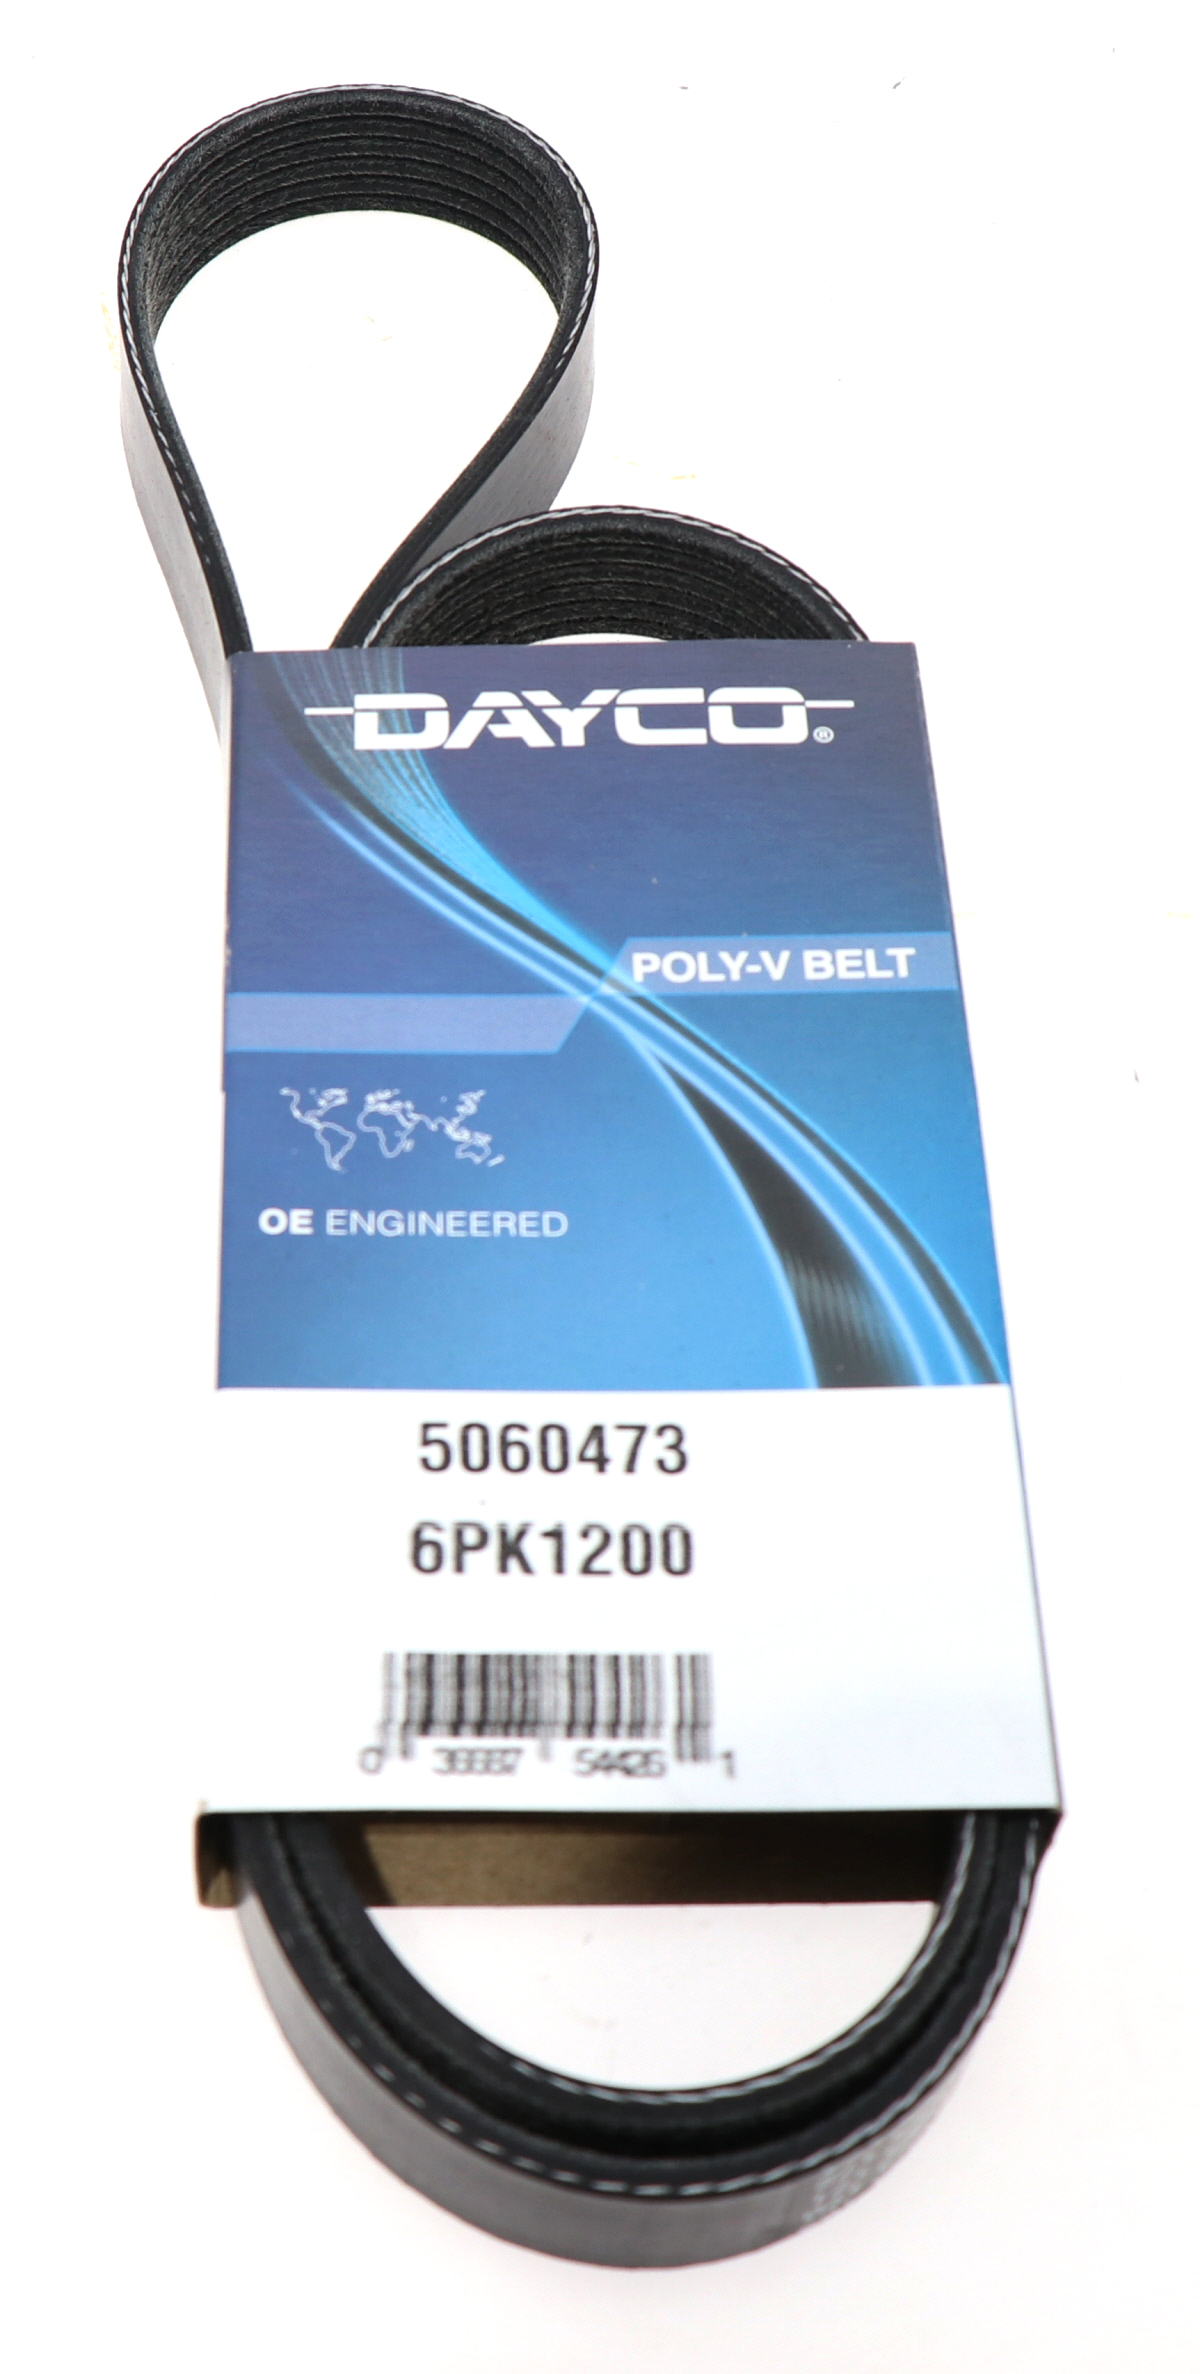 DAYCO®
POLY-V BELT
OE ENGINEERED
5060473
6PK1200